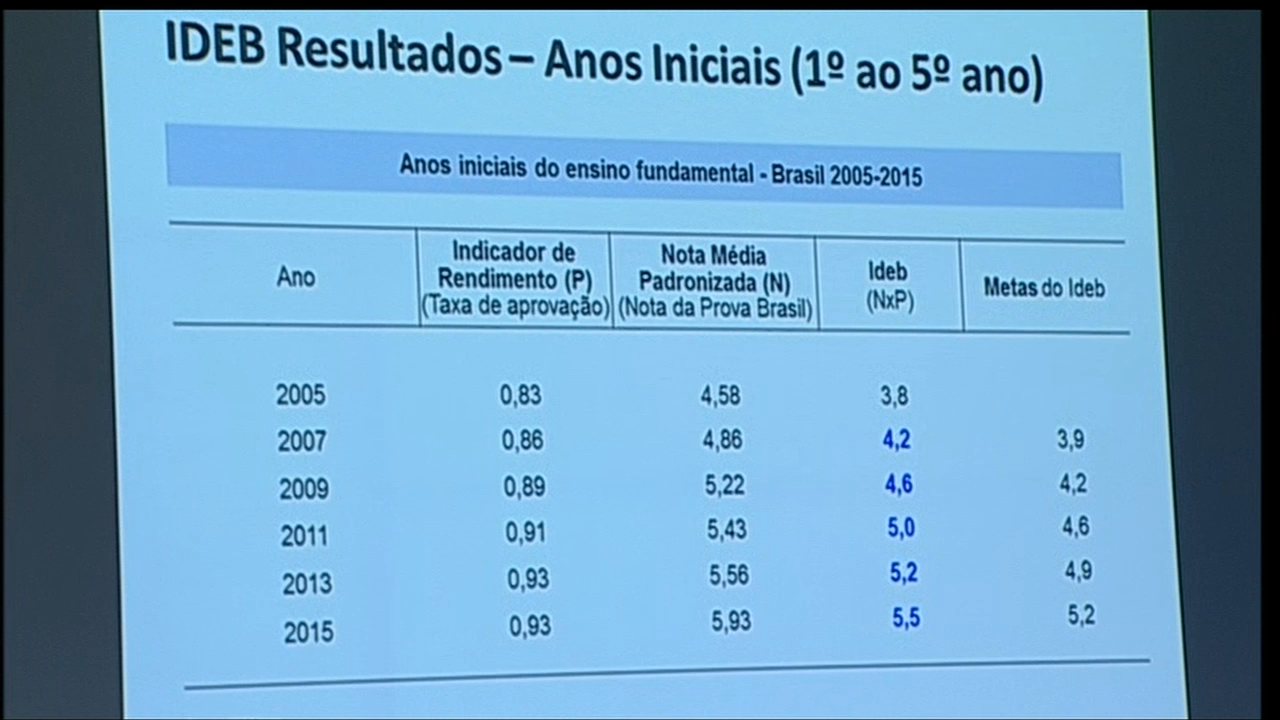 IDEB Resultados – Anos Iniciais (1º ao 5º ano)
Anos iniciais do ensino fundamental - Brasil 2005-2015
Ano
Indicador de
Rendimento (P)
(Taxa de aprovação)
Nota Média
Padronizada (N)
(Nota da Prova Brasil)
Ideb
(NxP)
Metas do Ideb
2005 0,83 4,58 3,8
2007 0,86 4,86 4,2 3,9
2009 0,89 5,22 4,6 4,2
2011 0,91 5,43 5,0 4,6
2013 0,93 5,56 5,2 4,9
2015 0,93 5,93 5,5 5,2